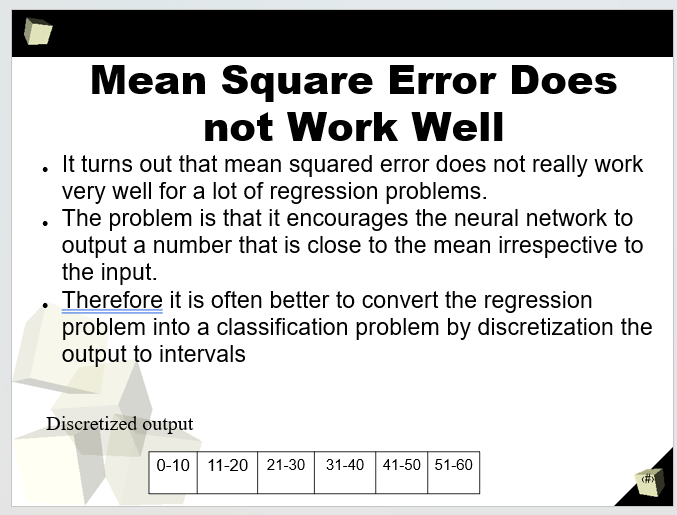 Mean Square Error Does
not Work Well
• It turns out that mean squared error does not really work
very well for a lot of regression problems.
• The problem is that it encourages the neural network to
output a number that is close to the mean irrespective to
the input.
• Therefore it is often better to convert the regression
problem into a classification problem by discretization the
output to intervals
Discretized output
0-10 11-20 21-30 31-40 41-50 51-60
‹#›